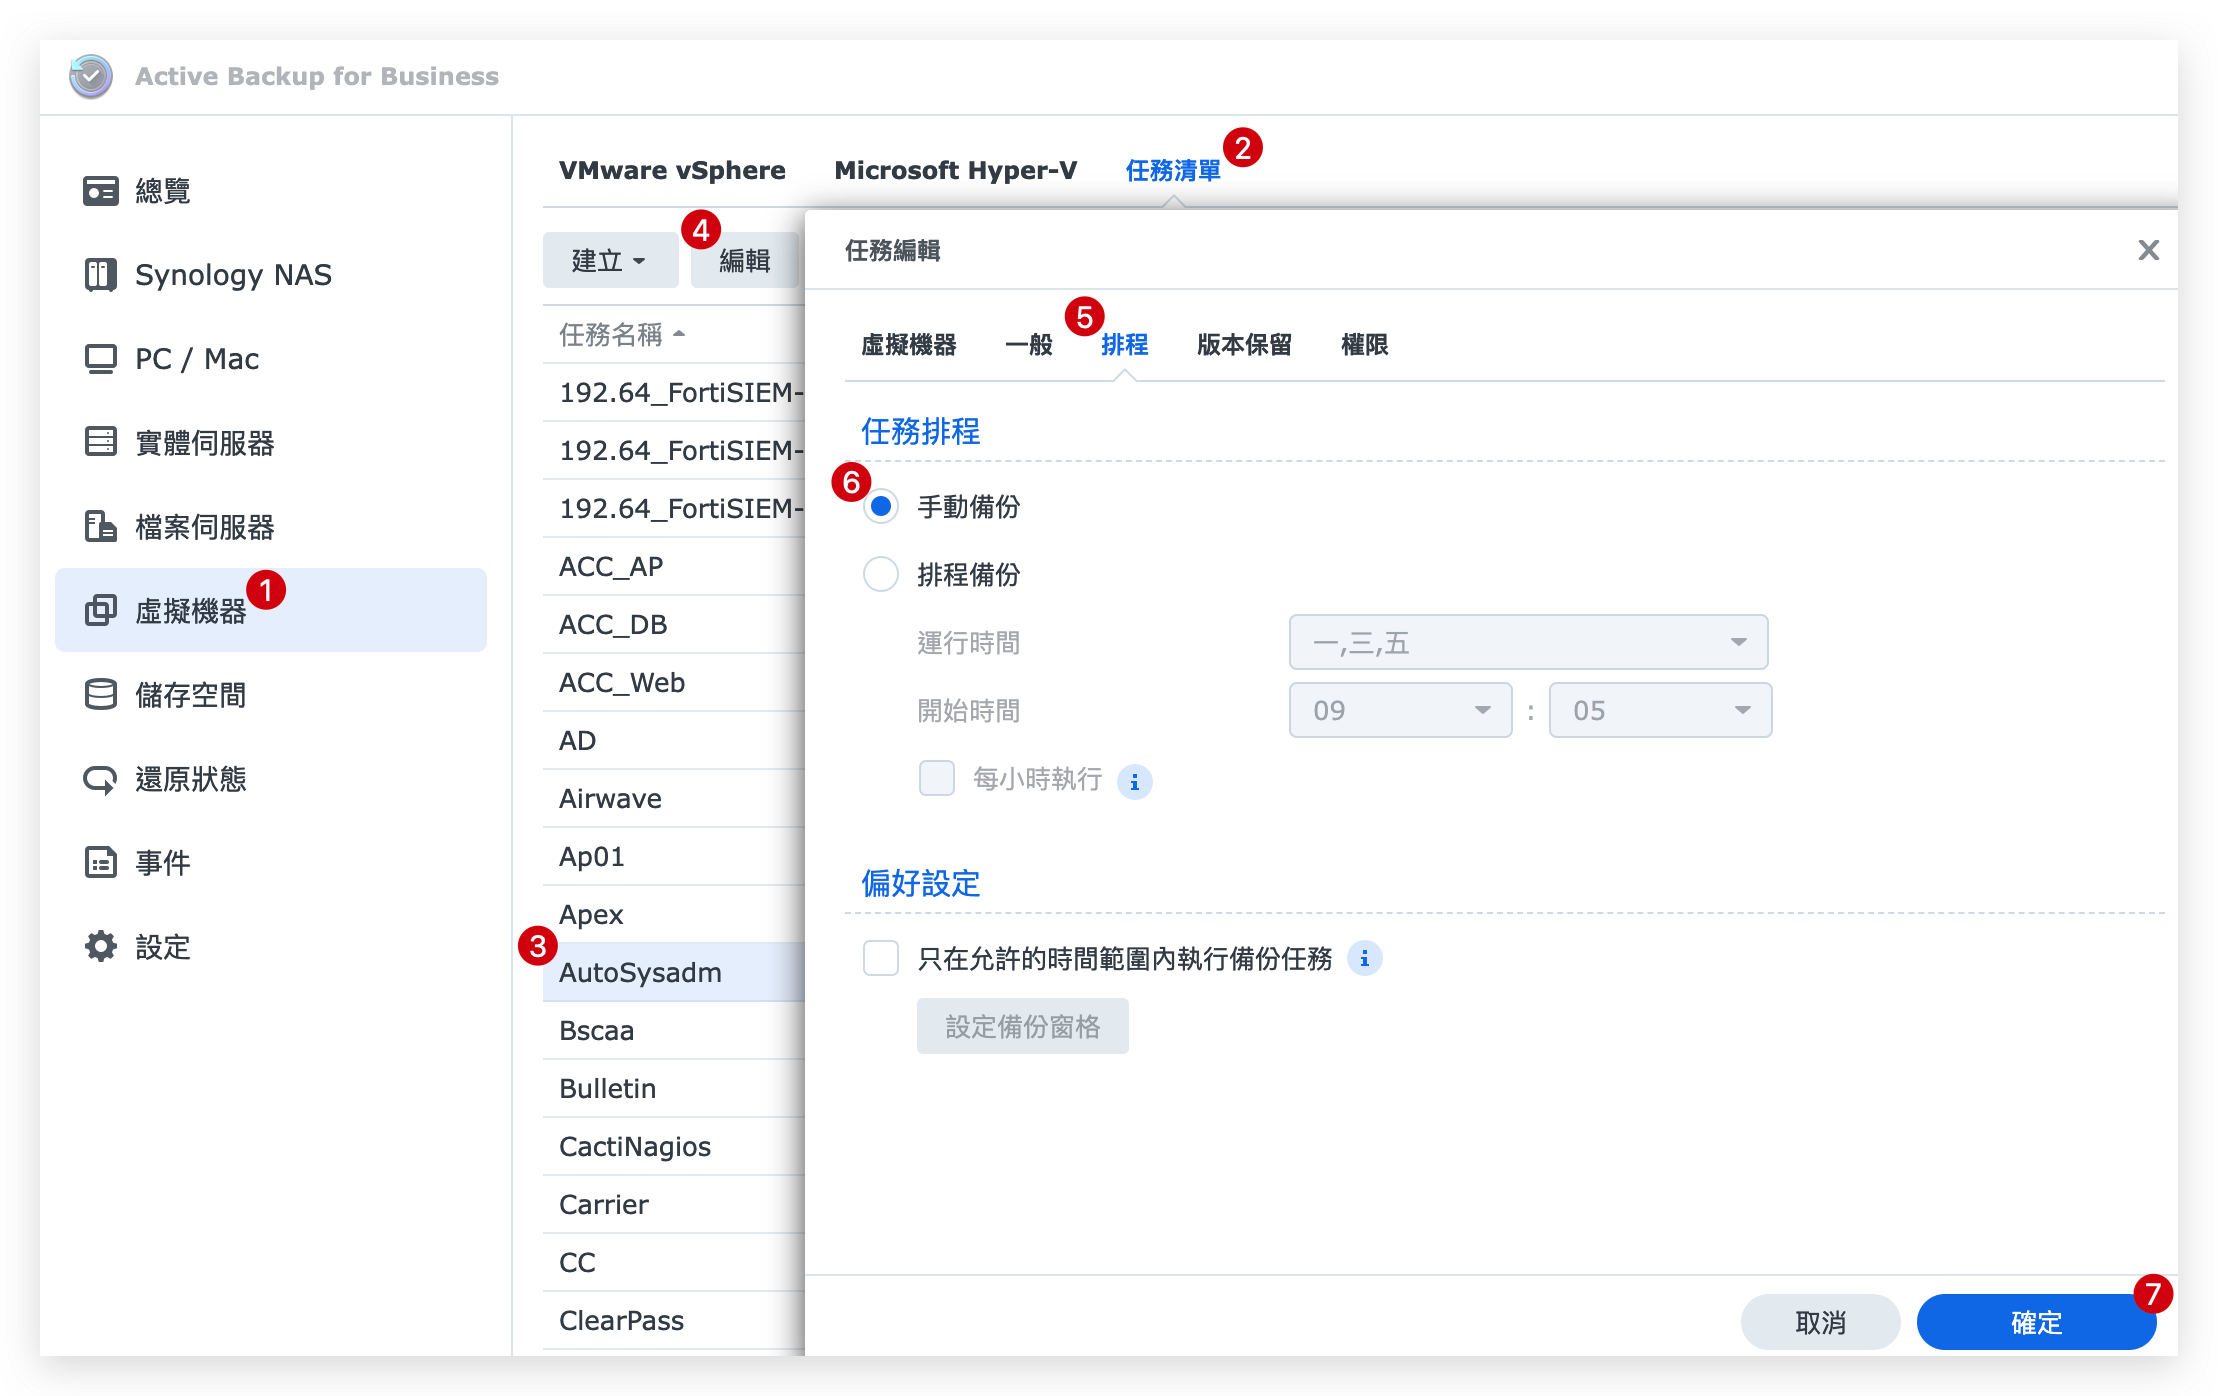 Active Backup for Business
總覽
Synology NAS
PC / Mac
實體伺服器
檔案伺服器
虛擬機器 1
儲存空間
還原狀態
事件
設定
VMware vSphere Microsoft Hyper-V 任務清單 2
建立 4 編輯
任務名稱
192.64_FortiSIEM-
192.64_FortiSIEM-
192.64_FortiSIEM-
ACC_AP
ACC_DB
ACC_Web
AD
Airwave
Ap01
Apex
3 AutoSysadm
Bscaa
Bulletin
CactiNagios
Carrier
CC
ClearPass
任務編輯
虛擬機器 一般 5 排程 版本保留 權限
任務排程
6 手動備份
排程備份
運行時間 一,三,五
開始時間 09 : 05
每小時執行 i
偏好設定
只在允許的時間範圍內執行備份任務 i
設定備份窗格
取消 確定 7